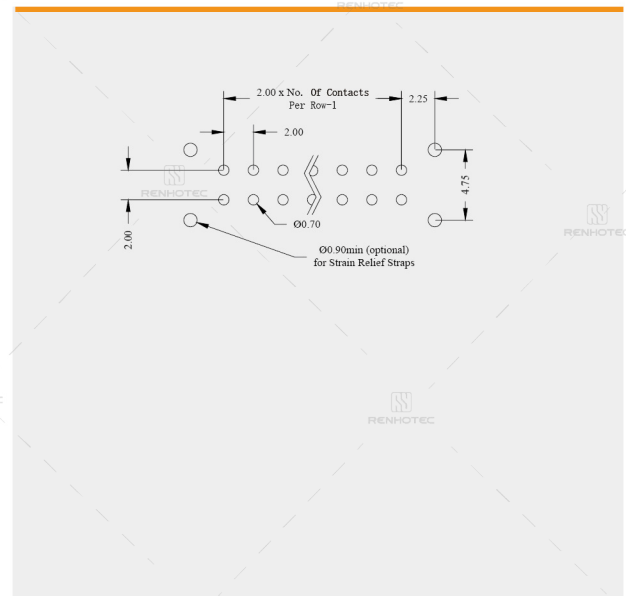 RENHOTEC
2.00 x No. Of Contacts
Per Row-1
2.25
2.00
4.75
RENHOTEC
RENHOTEC
2.00
Ø0.70
Ø0.90min (optional)
for Strain Relief Straps
RENHOTEC